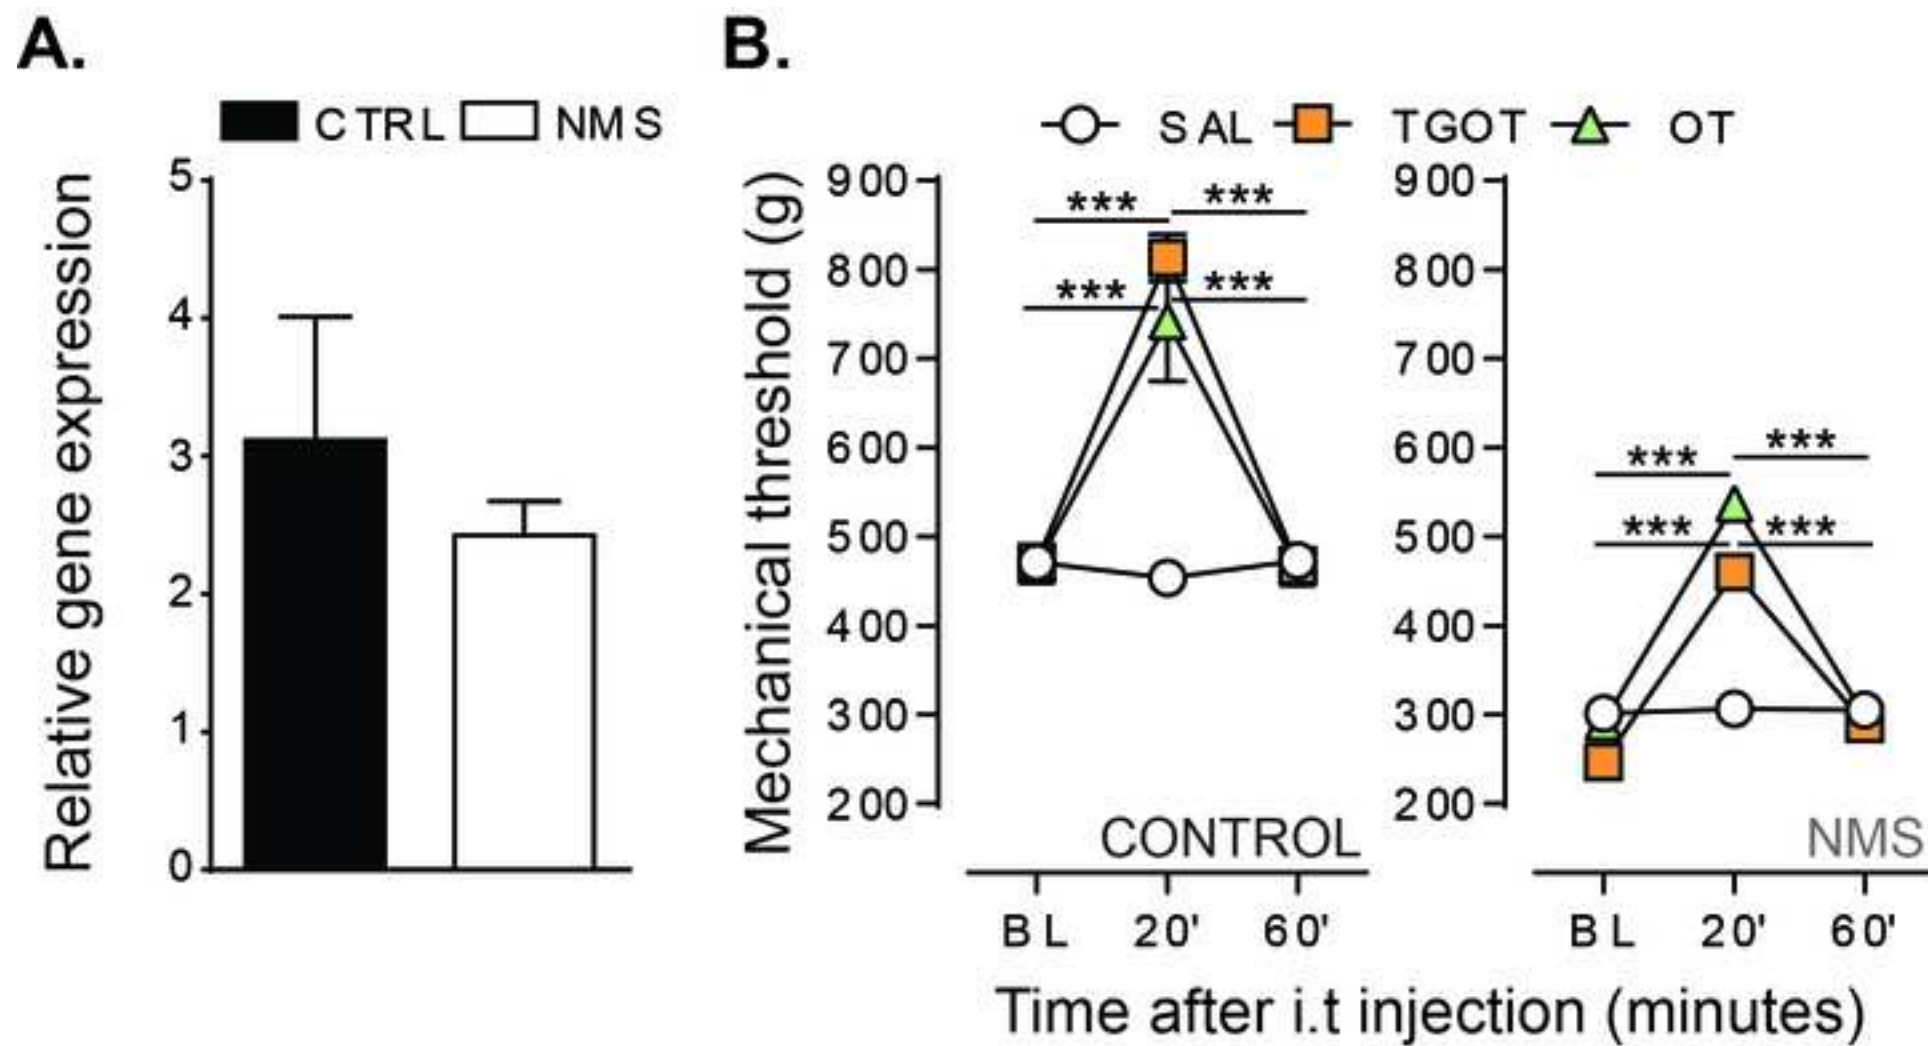 A.
CTRL NMS
Relative gene expression
5
4
3
2
1
0
B.
SAL TGOT OT
Mechanical threshold (g)
900
800
700
600
500
400
300
200
*** ***
*** ***
CONTROL
BL 20' 60'
900
800
700
600
500
400
300
200
*** ***
*** ***
NMS
BL 20' 60'
Time after i.t injection (minutes)